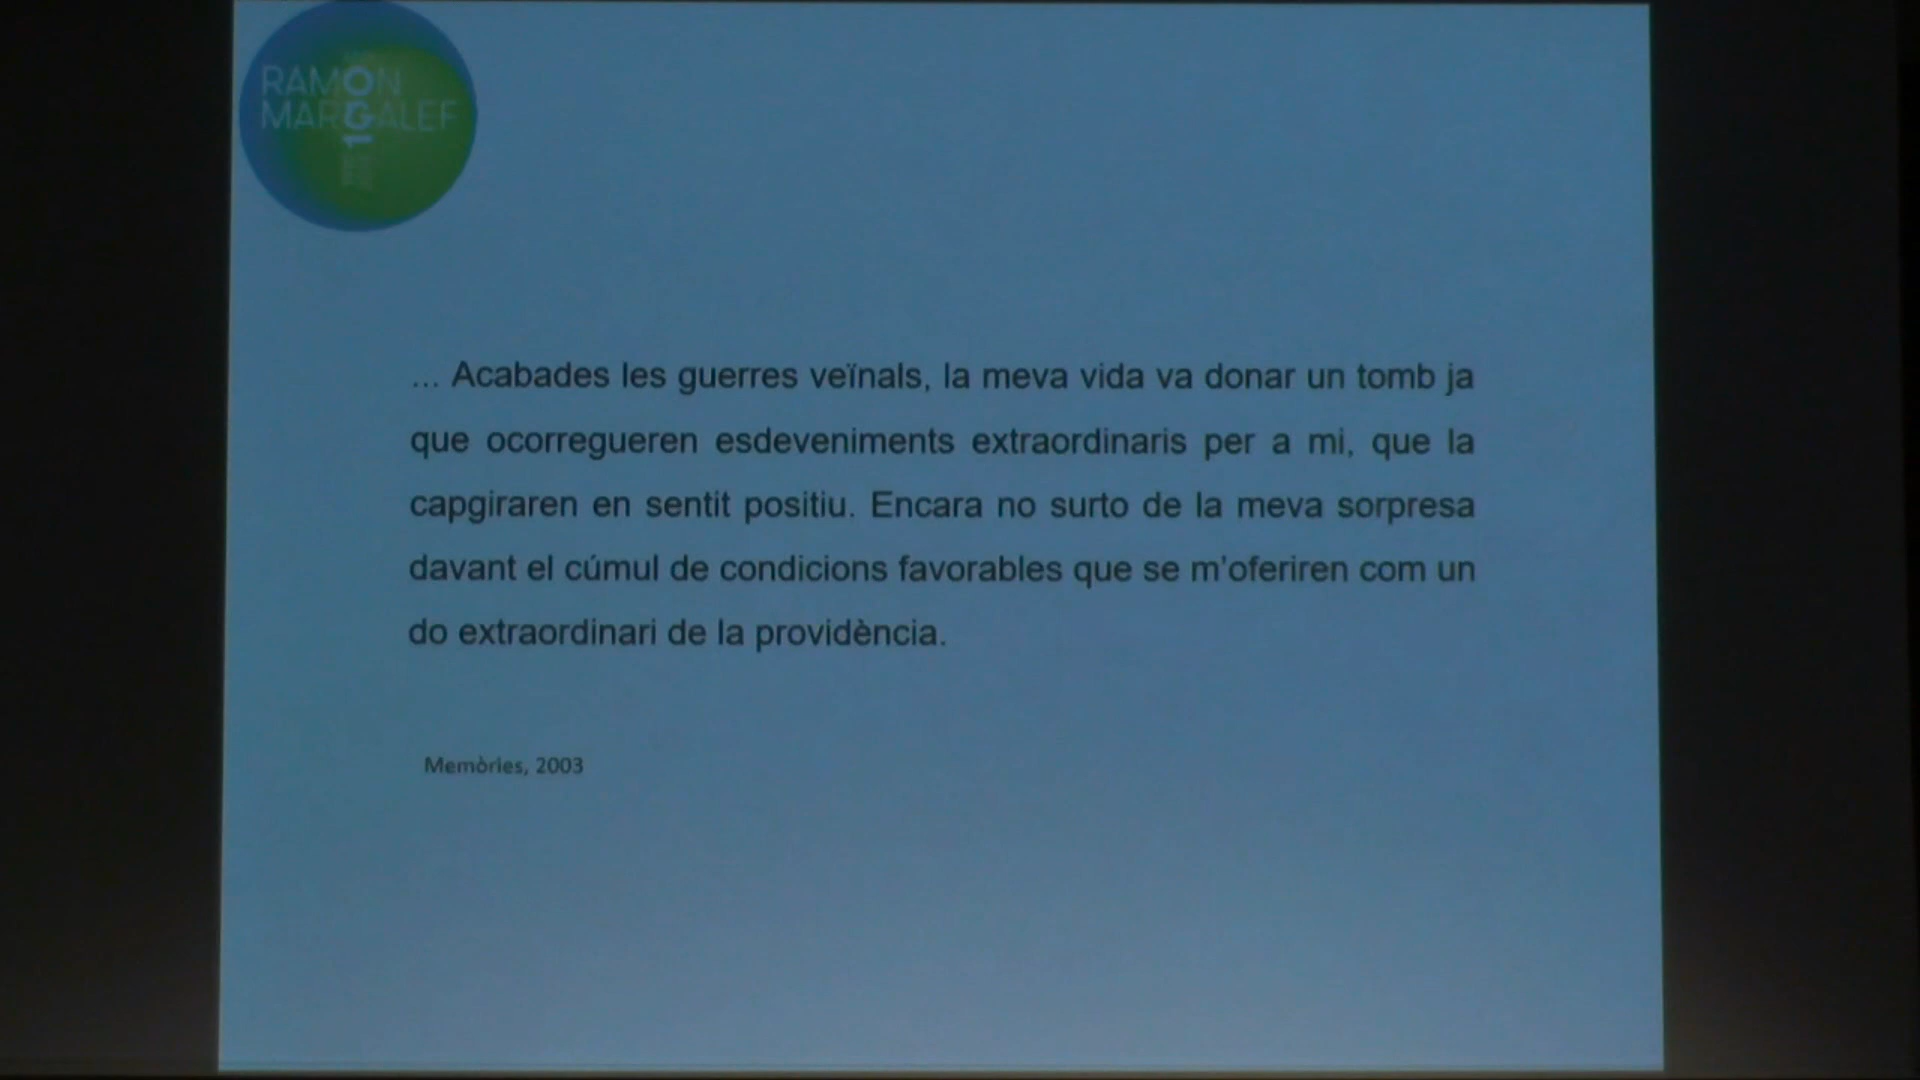 RAMON
MARGALEF
... Acabades les guerres veïnals, la meva vida va donar un tomb ja
que ocorregueren esdeveniments extraordinaris per a mi, que la
capgiraren en sentit positiu. Encara no surto de la meva sorpresa
davant el cúmul de condicions favorables que se m'oferiren com un
do extraordinari de la providència.
Memòries, 2003